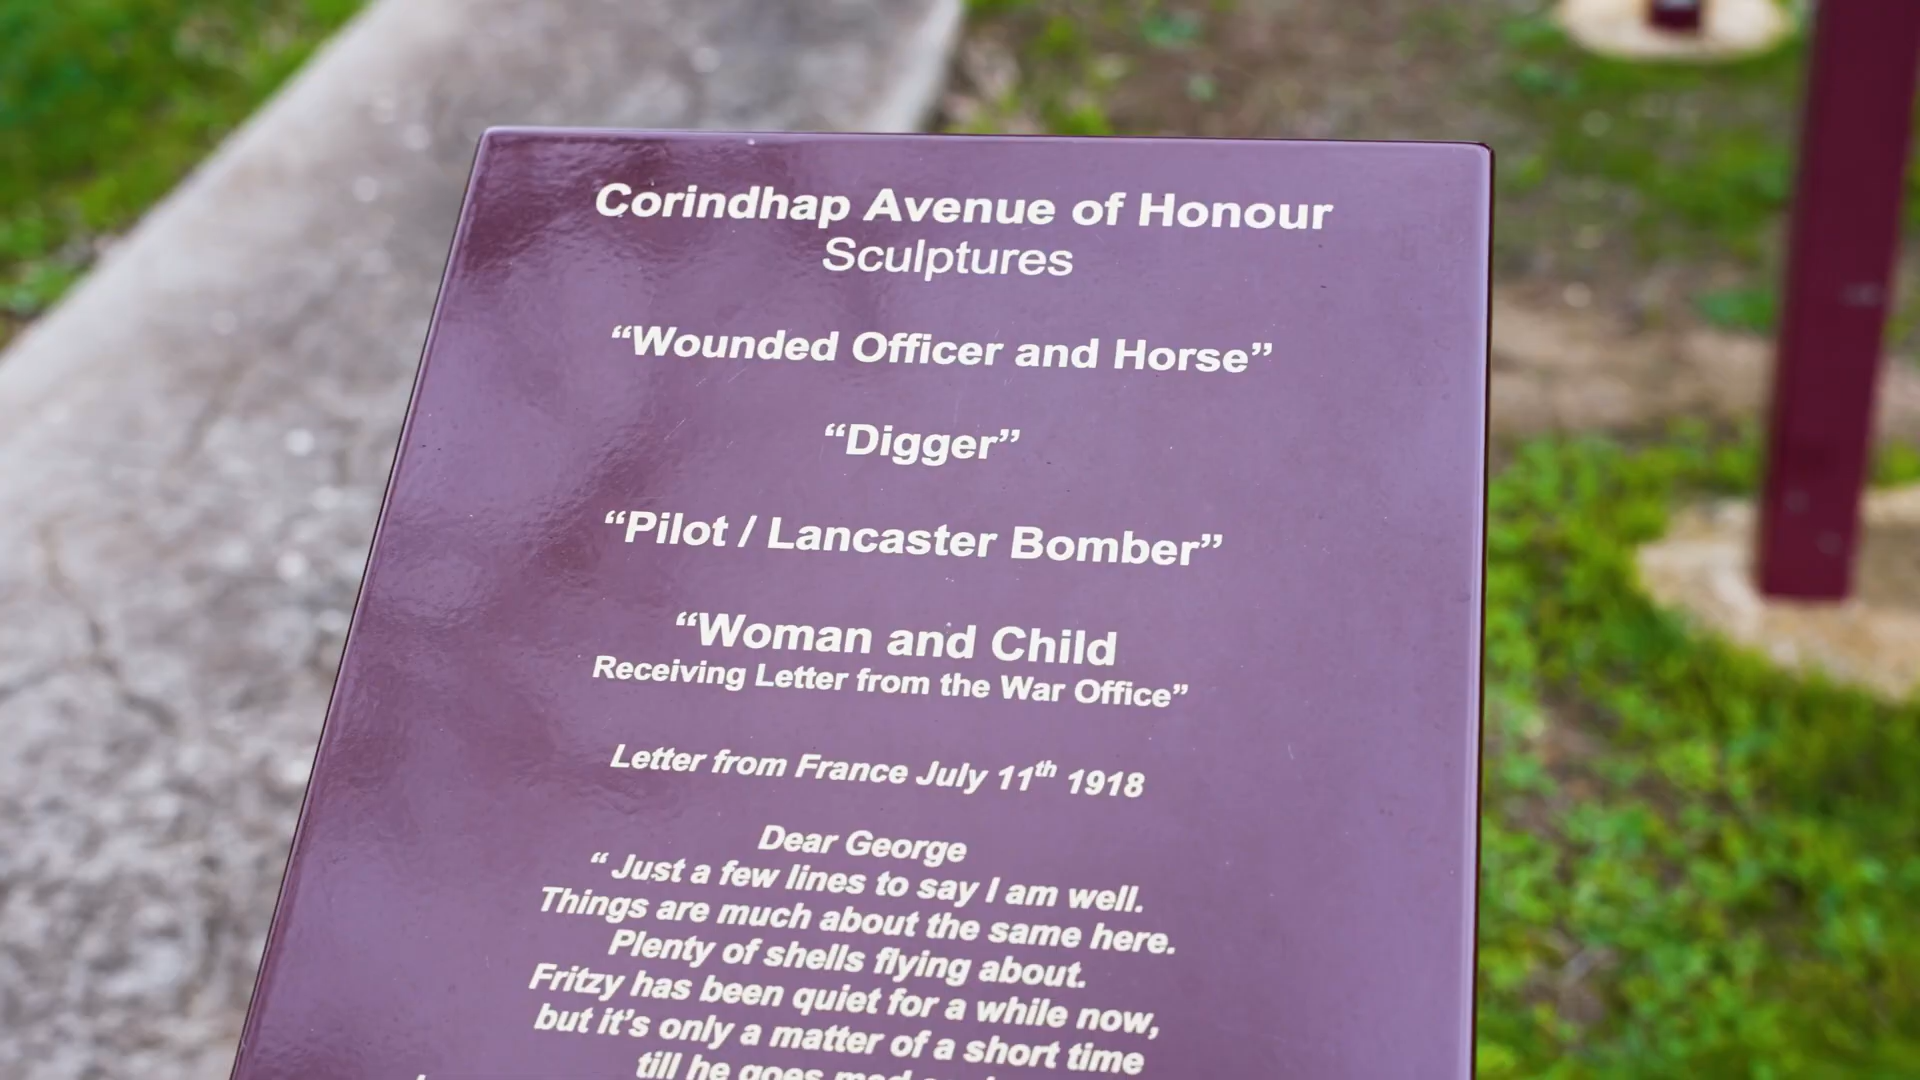 Corindhap Avenue of Honour
Sculptures
“Wounded Officer and Horse”
“Digger”
“Pilot / Lancaster Bomber”
“Woman and Child
Receiving Letter from the War Office”
Letter from France July 11th 1918
Dear George
“ Just a few lines to say I am well.
Things are much about the same here.
Plenty of shells flying about.
Fritzy has been quiet for a while now,
but it’s only a matter of a short time
till he goes mad